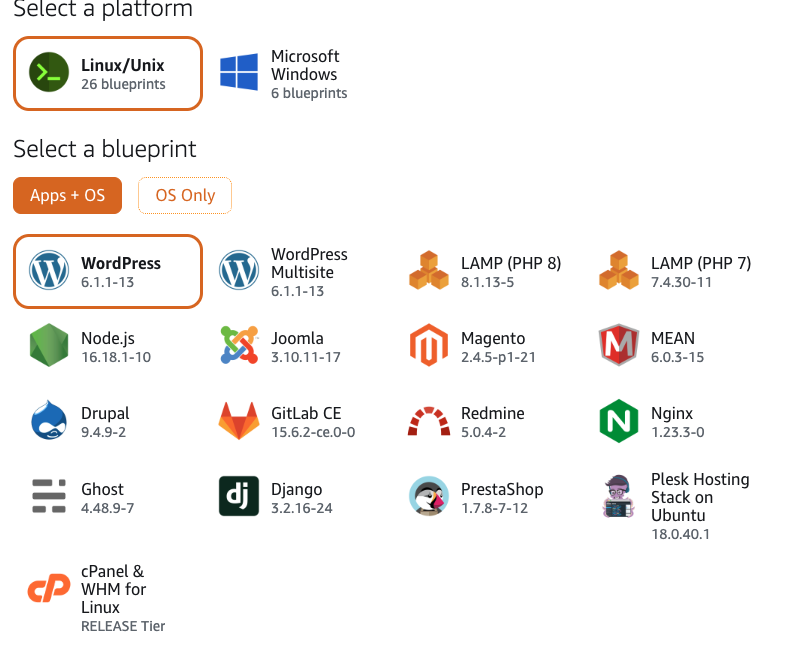 Select a platform
Linux/Unix
26 blueprints
Microsoft
Windows
6 blueprints
Select a blueprint
Apps + OS
OS Only
WordPress
6.1.1-13
WordPress
Multisite
6.1.1-13
LAMP (PHP 8)
8.1.13-5
LAMP (PHP 7)
7.4.30-11
Node.js
16.18.1-10
Joomla
3.10.11-17
Magento
2.4.5-p1-21
MEAN
6.0.3-15
Drupal
9.4.9-2
GitLab CE
15.6.2-ce.0-0
Redmine
5.0.4-2
Nginx
1.23.3-0
Ghost
4.48.9-7
dj
Django
3.2.16-24
PrestaShop
1.7.8-7-12
Plesk Hosting
Stack on
Ubuntu
18.0.40.1
cP
cPanel &
WHM for
Linux
RELEASE Tier